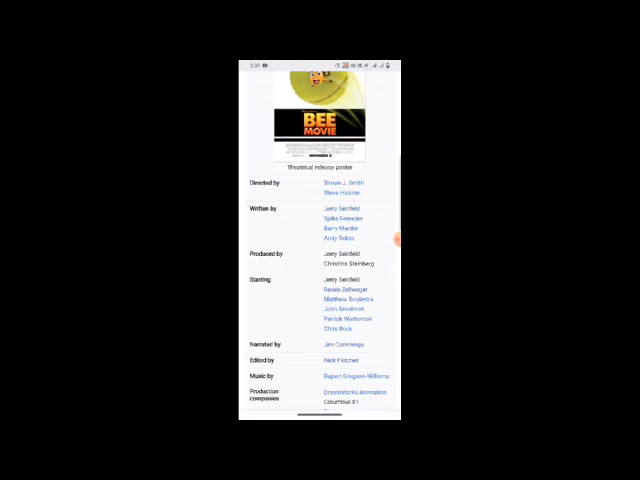 BEE
MOVIE
NOVEMBER 2
Theatrical release poster
Directed by
Simon J. Smith
Steve Hickner
Written by
Jerry Seinfeld
Spike Feresten
Barry Marder
Andy Robin
Produced by
Jerry Seinfeld
Christina Steinberg
Starring
Jerry Seinfeld
Renée Zellweger
Matthew Broderick
John Goodman
Patrick Warburton
Chris Rock
Narrated by
Jim Cummings
Edited by
Nick Fletcher
Music by
Rupert Gregson-Williams
Production
companies
DreamWorks Animation
Columbus 81